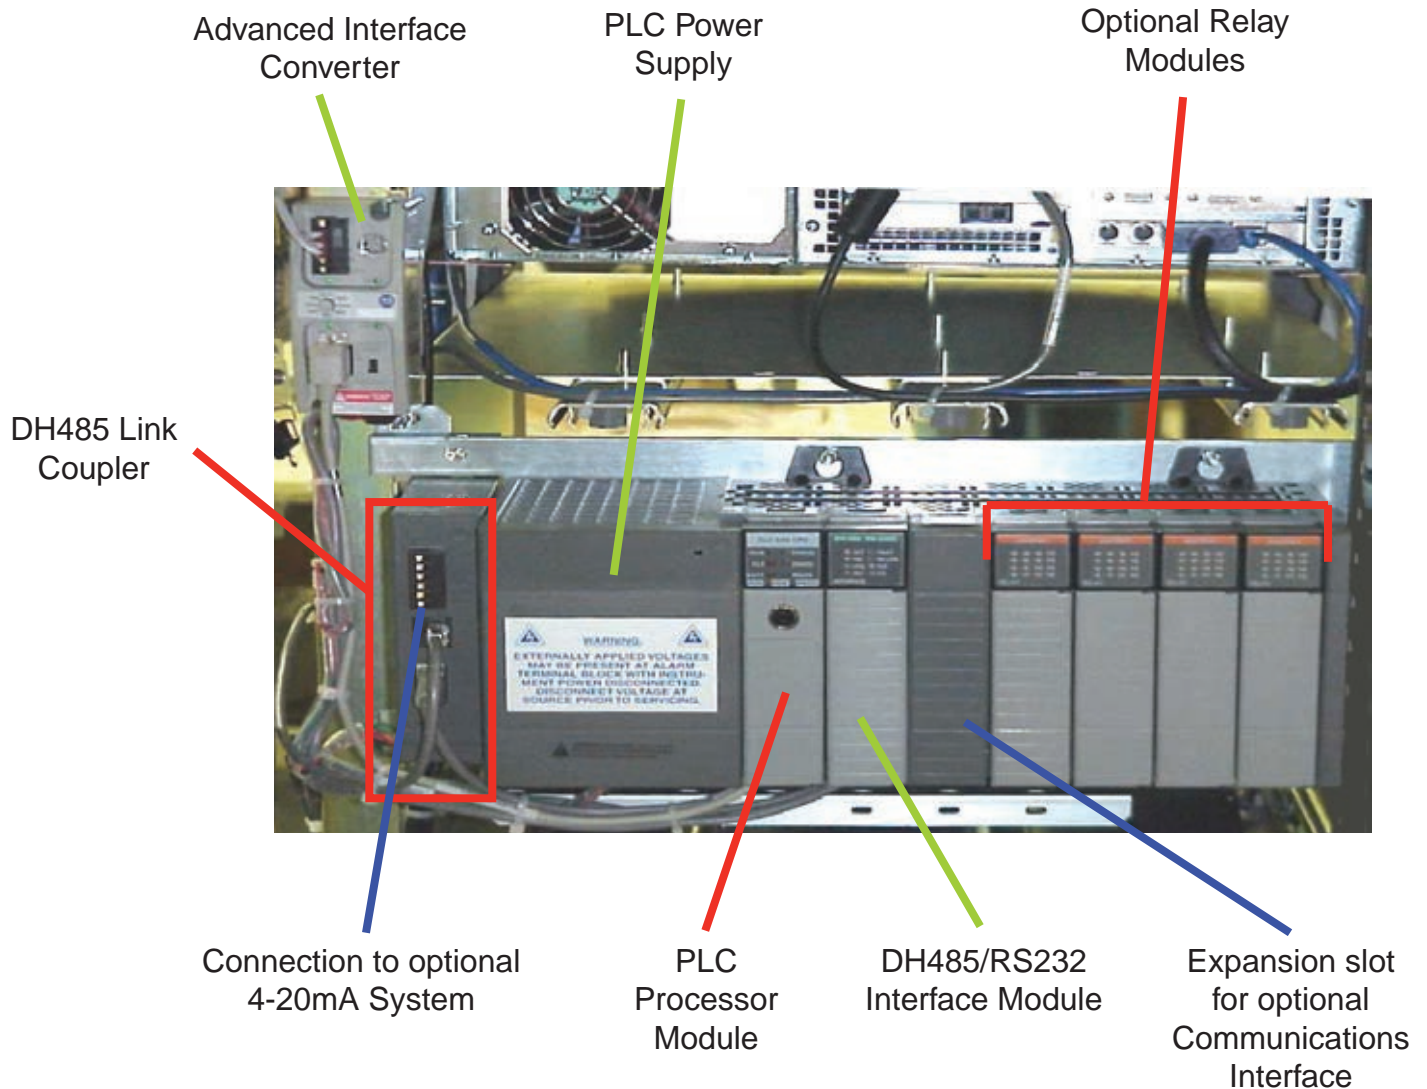 Advanced Interface
Converter
PLC Power
Supply
Optional Relay
Modules
DH485 Link
Coupler
WARNING
EXTERNALLY APPLIED VOLTAGES
MAY BE PRESENT AT ALARM
TERMINAL BLOCK WITH INSTRU-
MENT POWER DISCONNECTED.
DISCONNECT VOLTAGE AT
SOURCE PRIOR TO SERVICING.
Connection to optional
4-20mA System
PLC
Processor
Module
DH485/RS232
Interface Module
Expansion slot
for optional
Communications
Interface